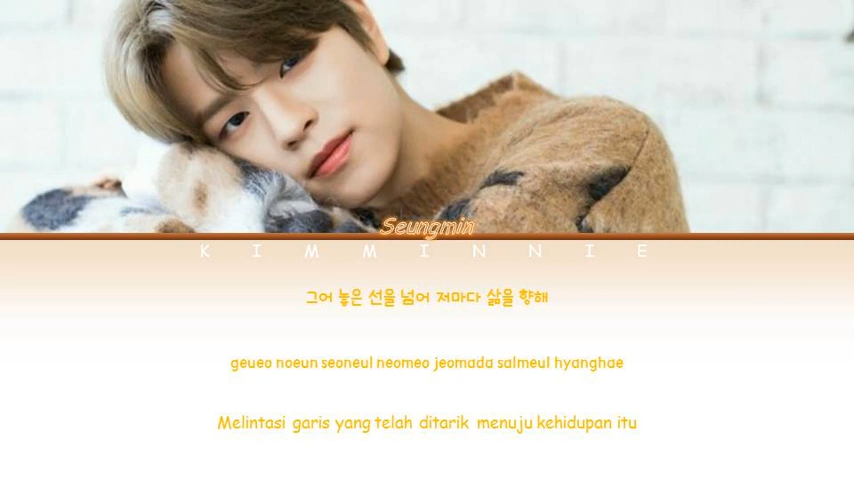 Seungmin
K I M M I N N I E
그어 놓은 선을 넘어 저마다 삶을 향해
geueo noeun seoneul neomeo jeomada salmeul hyanghae
Melintasi garis yang telah ditarik menuju kehidupan itu